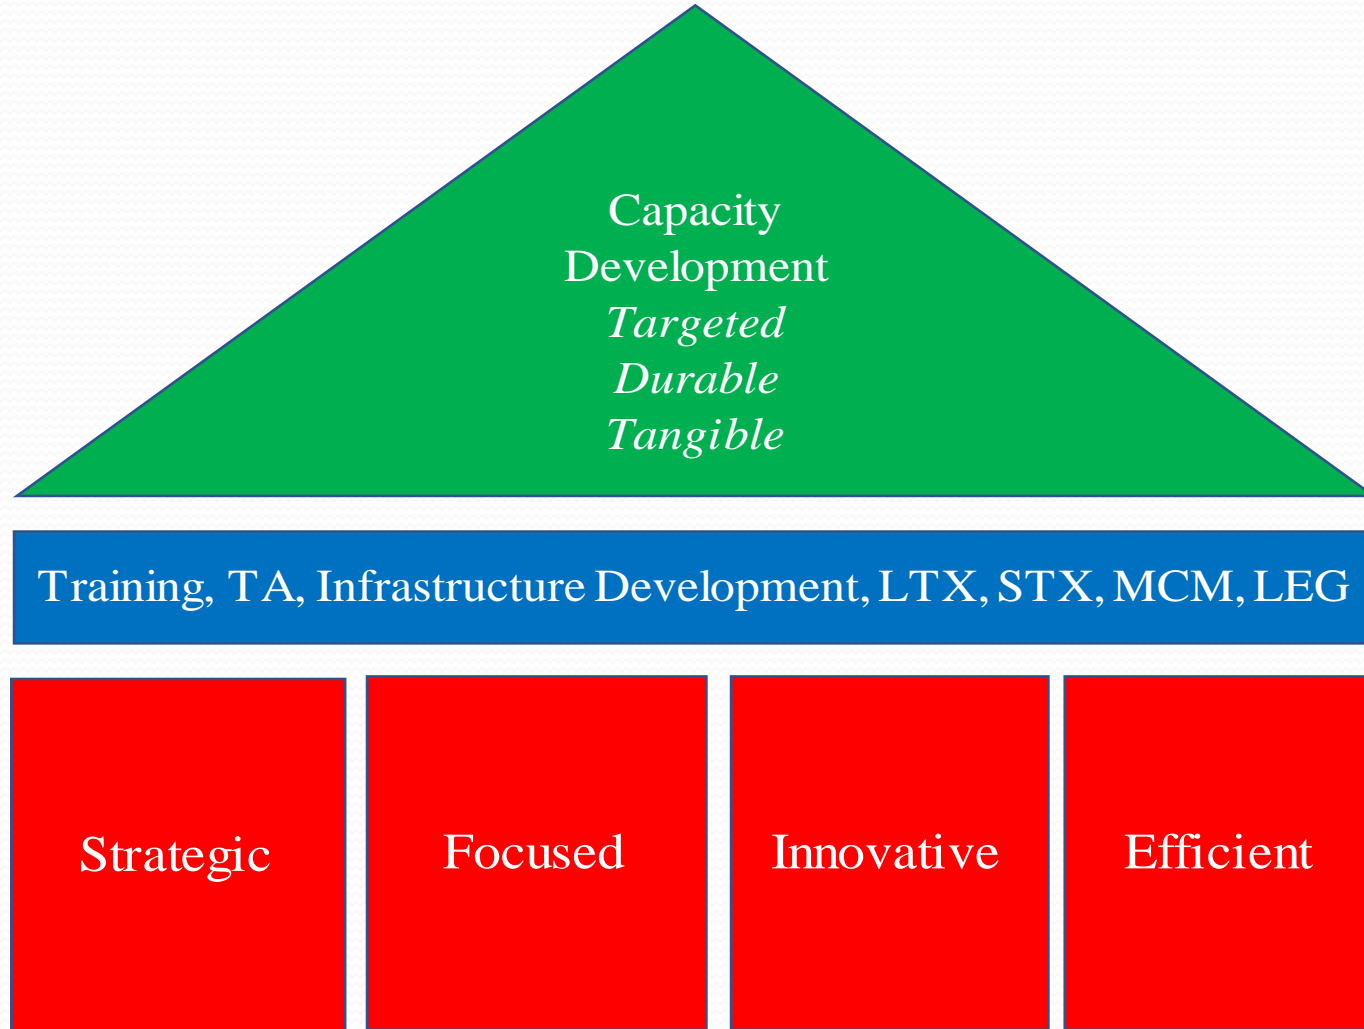 Capacity
Development
Targeted
Durable
Tangible
Training, TA, Infrastructure Development, LTX, STX, MCM, LEG
Strategic
Focused
Innovative
Efficient